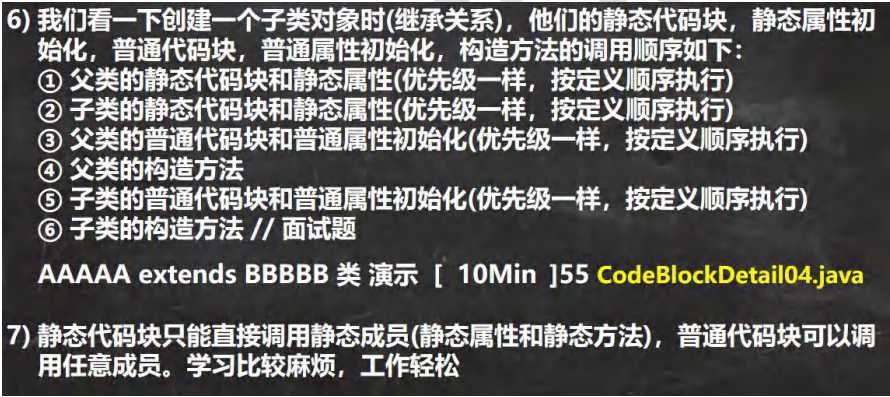 6) 我们看一下创建一个子类对象时(继承关系)，他们的静态代码块，静态属性初
始化，普通代码块，普通属性初始化，构造方法的调用顺序如下：
① 父类的静态代码块和静态属性(优先级一样，按定义顺序执行)
② 子类的静态代码块和静态属性(优先级一样，按定义顺序执行)
③ 父类的普通代码块和普通属性初始化(优先级一样，按定义顺序执行)
④ 父类的构造方法
⑤ 子类的普通代码块和普通属性初始化(优先级一样，按定义顺序执行)
⑥ 子类的构造方法 // 面试题
AAAAA extends BBBBB 类 演示 [ 10Min ]55 CodeBlockDetail04.java
7) 静态代码块只能直接调用静态成员(静态属性和静态方法)，普通代码块可以调
用任意成员。学习比较麻烦，工作轻松